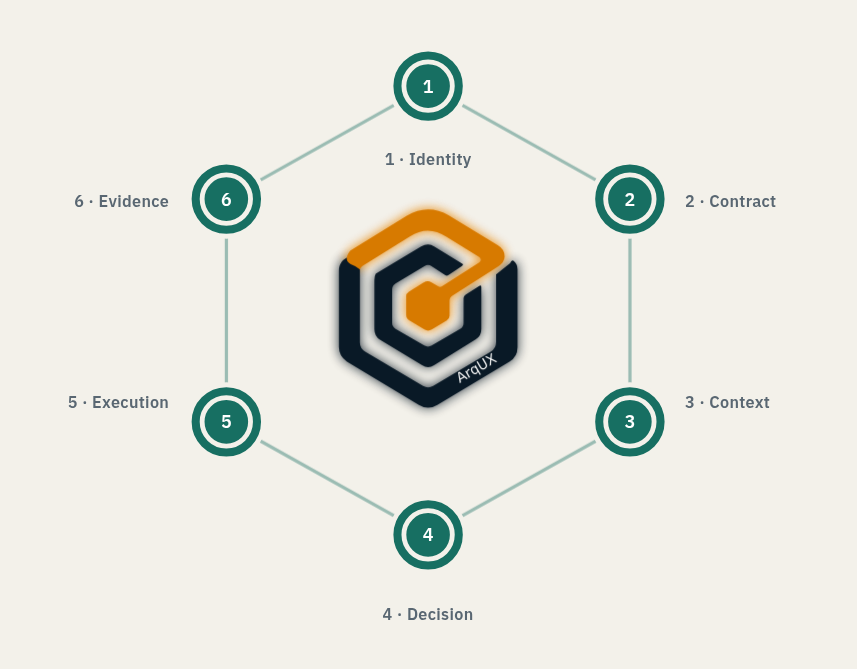 1
1 · Identity
6 · Evidence
6
2
2 · Contract
ArqUX
5 · Execution
5
3
3 · Context
4
4 · Decision